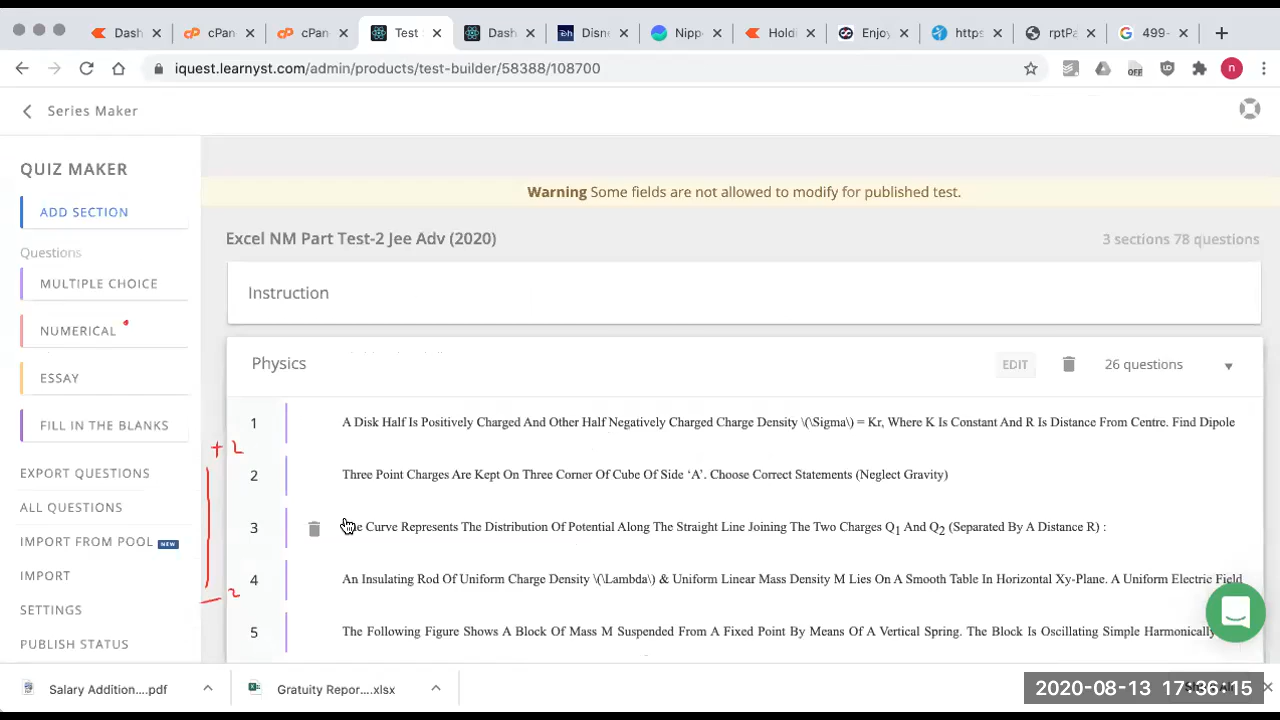 Dash
cPan
cPan
Test
Dash
Disne
Nipp
Hold
Enjoy
https
rptPa
499-
iquest.learnyst.com/admin/products/test-builder/58388/108700
OFF
n
Series Maker
QUIZ MAKER
Warning Some fields are not allowed to modify for published test.
ADD SECTION
Excel NM Part Test-2 Jee Adv (2020)
3 sections 78 questions
Questions
MULTIPLE CHOICE
Instruction
NUMERICAL
ESSAY
Physics
EDIT
26 questions
FILL IN THE BLANKS
1 A Disk Half Is Positively Charged And Other Half Negatively Charged Charge Density \(\Sigma\) = Kr, Where K Is Constant And R Is Distance From Centre. Find Dipole
+ 2
EXPORT QUESTIONS
2 Three Point Charges Are Kept On Three Corner Of Cube Of Side ‘A’. Choose Correct Statements (Neglect Gravity)
ALL QUESTIONS
3 Curve Represents The Distribution Of Potential Along The Straight Line Joining The Two Charges Q1 And Q2 (Separated By A Distance R) :
IMPORT FROM POOL NEW
IMPORT
4 An Insulating Rod Of Uniform Charge Density \(\Lambda\) & Uniform Linear Mass Density M Lies On A Smooth Table In Horizontal Xy-Plane. A Uniform Electric Field
- 2
SETTINGS
5 The Following Figure Shows A Block Of Mass M Suspended From A Fixed Point By Means Of A Vertical Spring. The Block Is Oscillating Simple Harmonically
PUBLISH STATUS
Salary Addition....pdf
Gratuity Repor....xlsx
2020-08-13 17:36:15